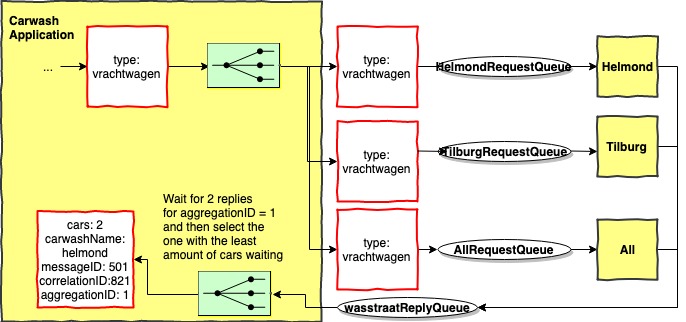 Carwash
Application
...
type:
vrachtwagen
type:
vrachtwagen
HelmondRequestQueue
Helmond
type:
vrachtwagen
TilburgRequestQueue
Tilburg
Wait for 2 replies
for aggregationID = 1
and then select the
one with the least
amount of cars waiting
type:
vrachtwagen
AllRequestQueue
All
cars: 2
carwashName:
helmond
messageID: 501
correlationID:821
aggregationID: 1
wasstraatReplyQueue